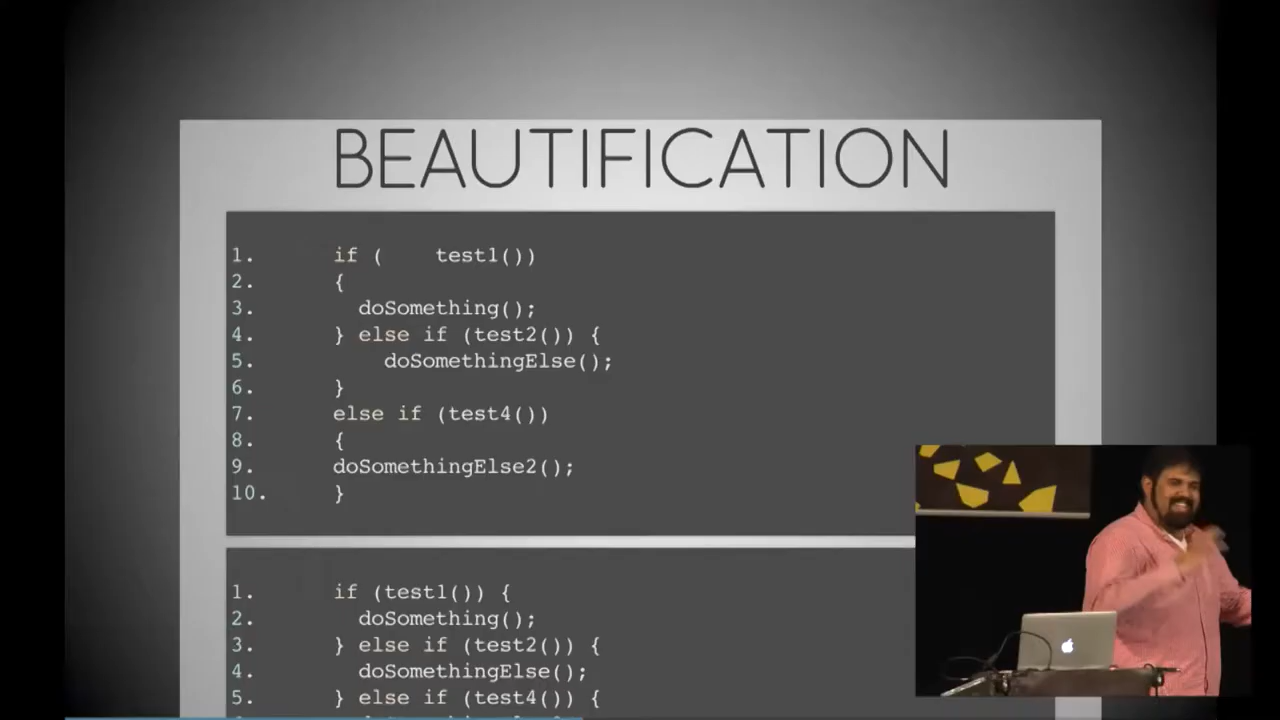 BEAUTIFICATION
1. if (    test1())
2. {
3.   doSomething();
4. } else if (test2()) {
5.     doSomethingElse();
6. }
7. else if (test4())
8. {
9. doSomethingElse2();
10. }
1. if (test1()) {
2.   doSomething();
3. } else if (test2()) {
4.   doSomethingElse();
5. } else if (test4()) {